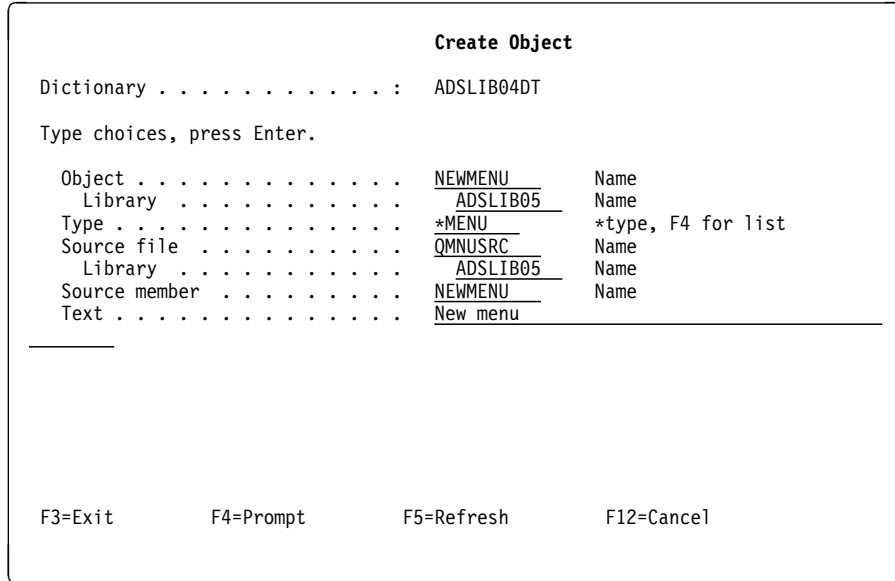 Create Object
Dictionary . . . . . . . . . . . . : ADSLIB04DT
Type choices, press Enter.
Object . . . . . . . . . . . . . NEWMENU Name
Library . . . . . . . . . . . ADSLIB05 Name
Type . . . . . . . . . . . . . . *MENU *type, F4 for list
Source file . . . . . . . . . . QMNUSRC Name
Library . . . . . . . . . . . ADSLIB05 Name
Source member . . . . . . . . . NEWMENU Name
Text . . . . . . . . . . . . . . New menu
F3=Exit F4=Prompt F5=Refresh F12=Cancel